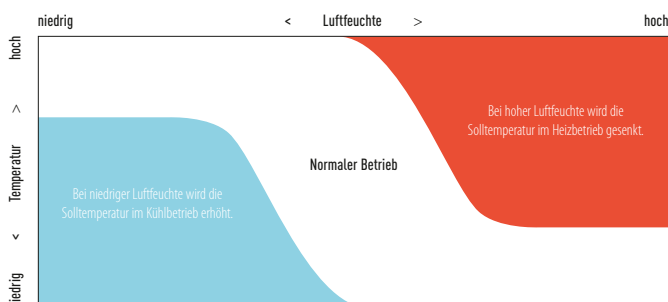 niedrig < Luftfeuchte > hoch
hoch
>
Temperatur
<
Bei hoher Luftfeuchte wird die
Solltemperatur im Heizbetrieb gesenkt.
Normaler Betrieb
Bei niedriger Luftfeuchte wird die
Solltemperatur im Kühlbetrieb erhöht.